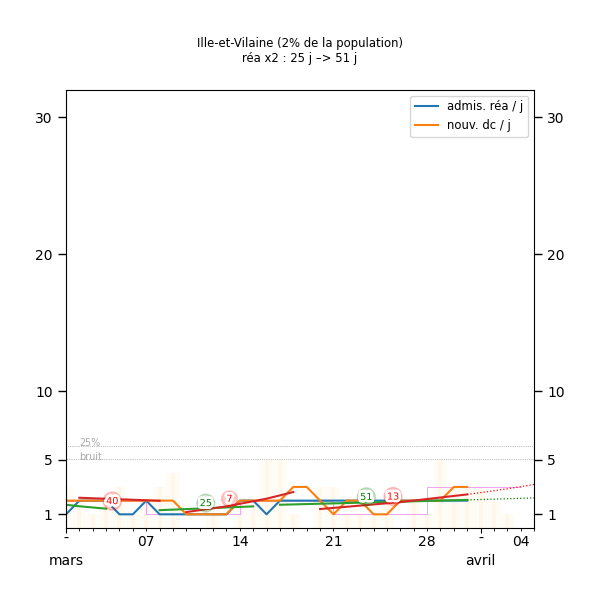 Ille-et-Vilaine (2% de la population)
réa x2 : 25 j –> 51 j
admis. réa / j
nouv. dc / j
30 30
20 20
10 10
25%
bruit
5 5
40 25 7 51 13
1 1
- 07 14 21 28 - 04
mars avril